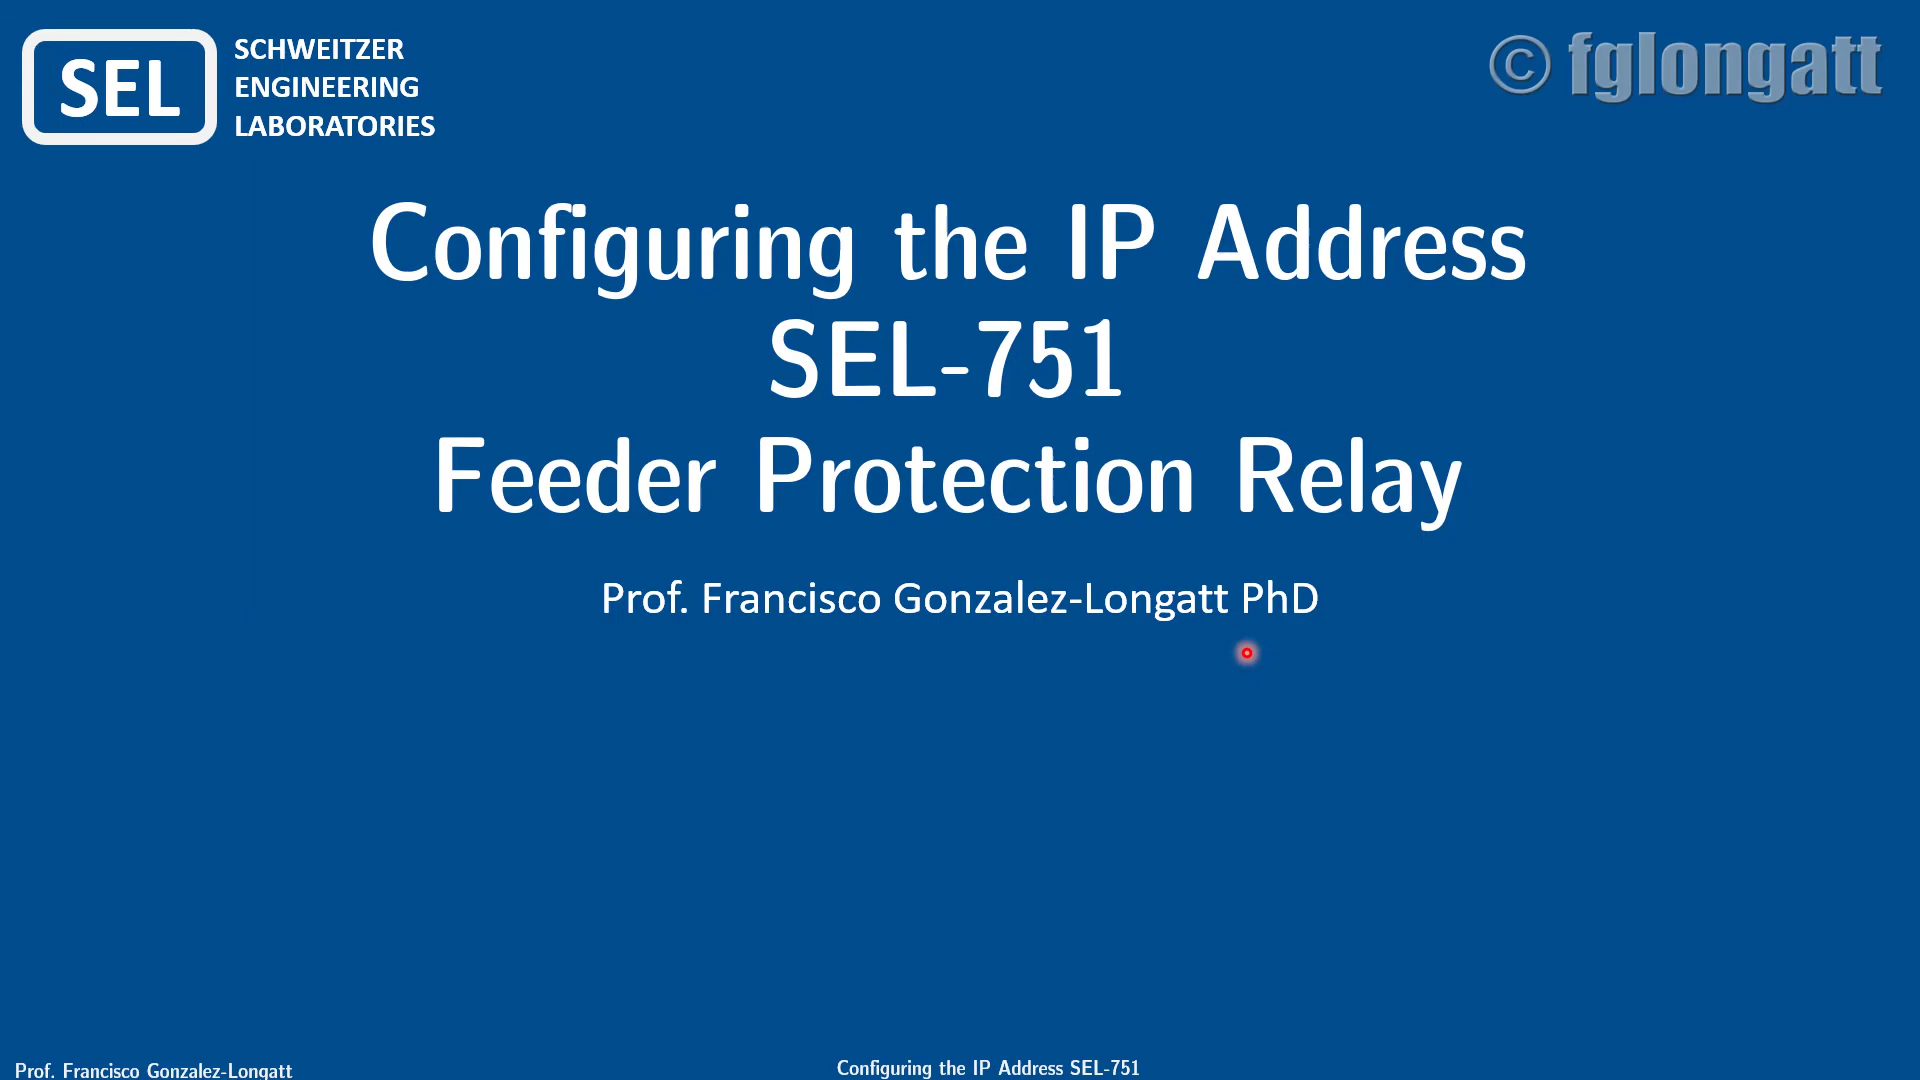 SEL
SCHWEITZER
ENGINEERING
LABORATORIES
© fglongatt
Configuring the IP Address
SEL-751
Feeder Protection Relay
Prof. Francisco Gonzalez-Longatt PhD
Prof. Francisco Gonzalez-Longatt
Configuring the IP Address SEL-751